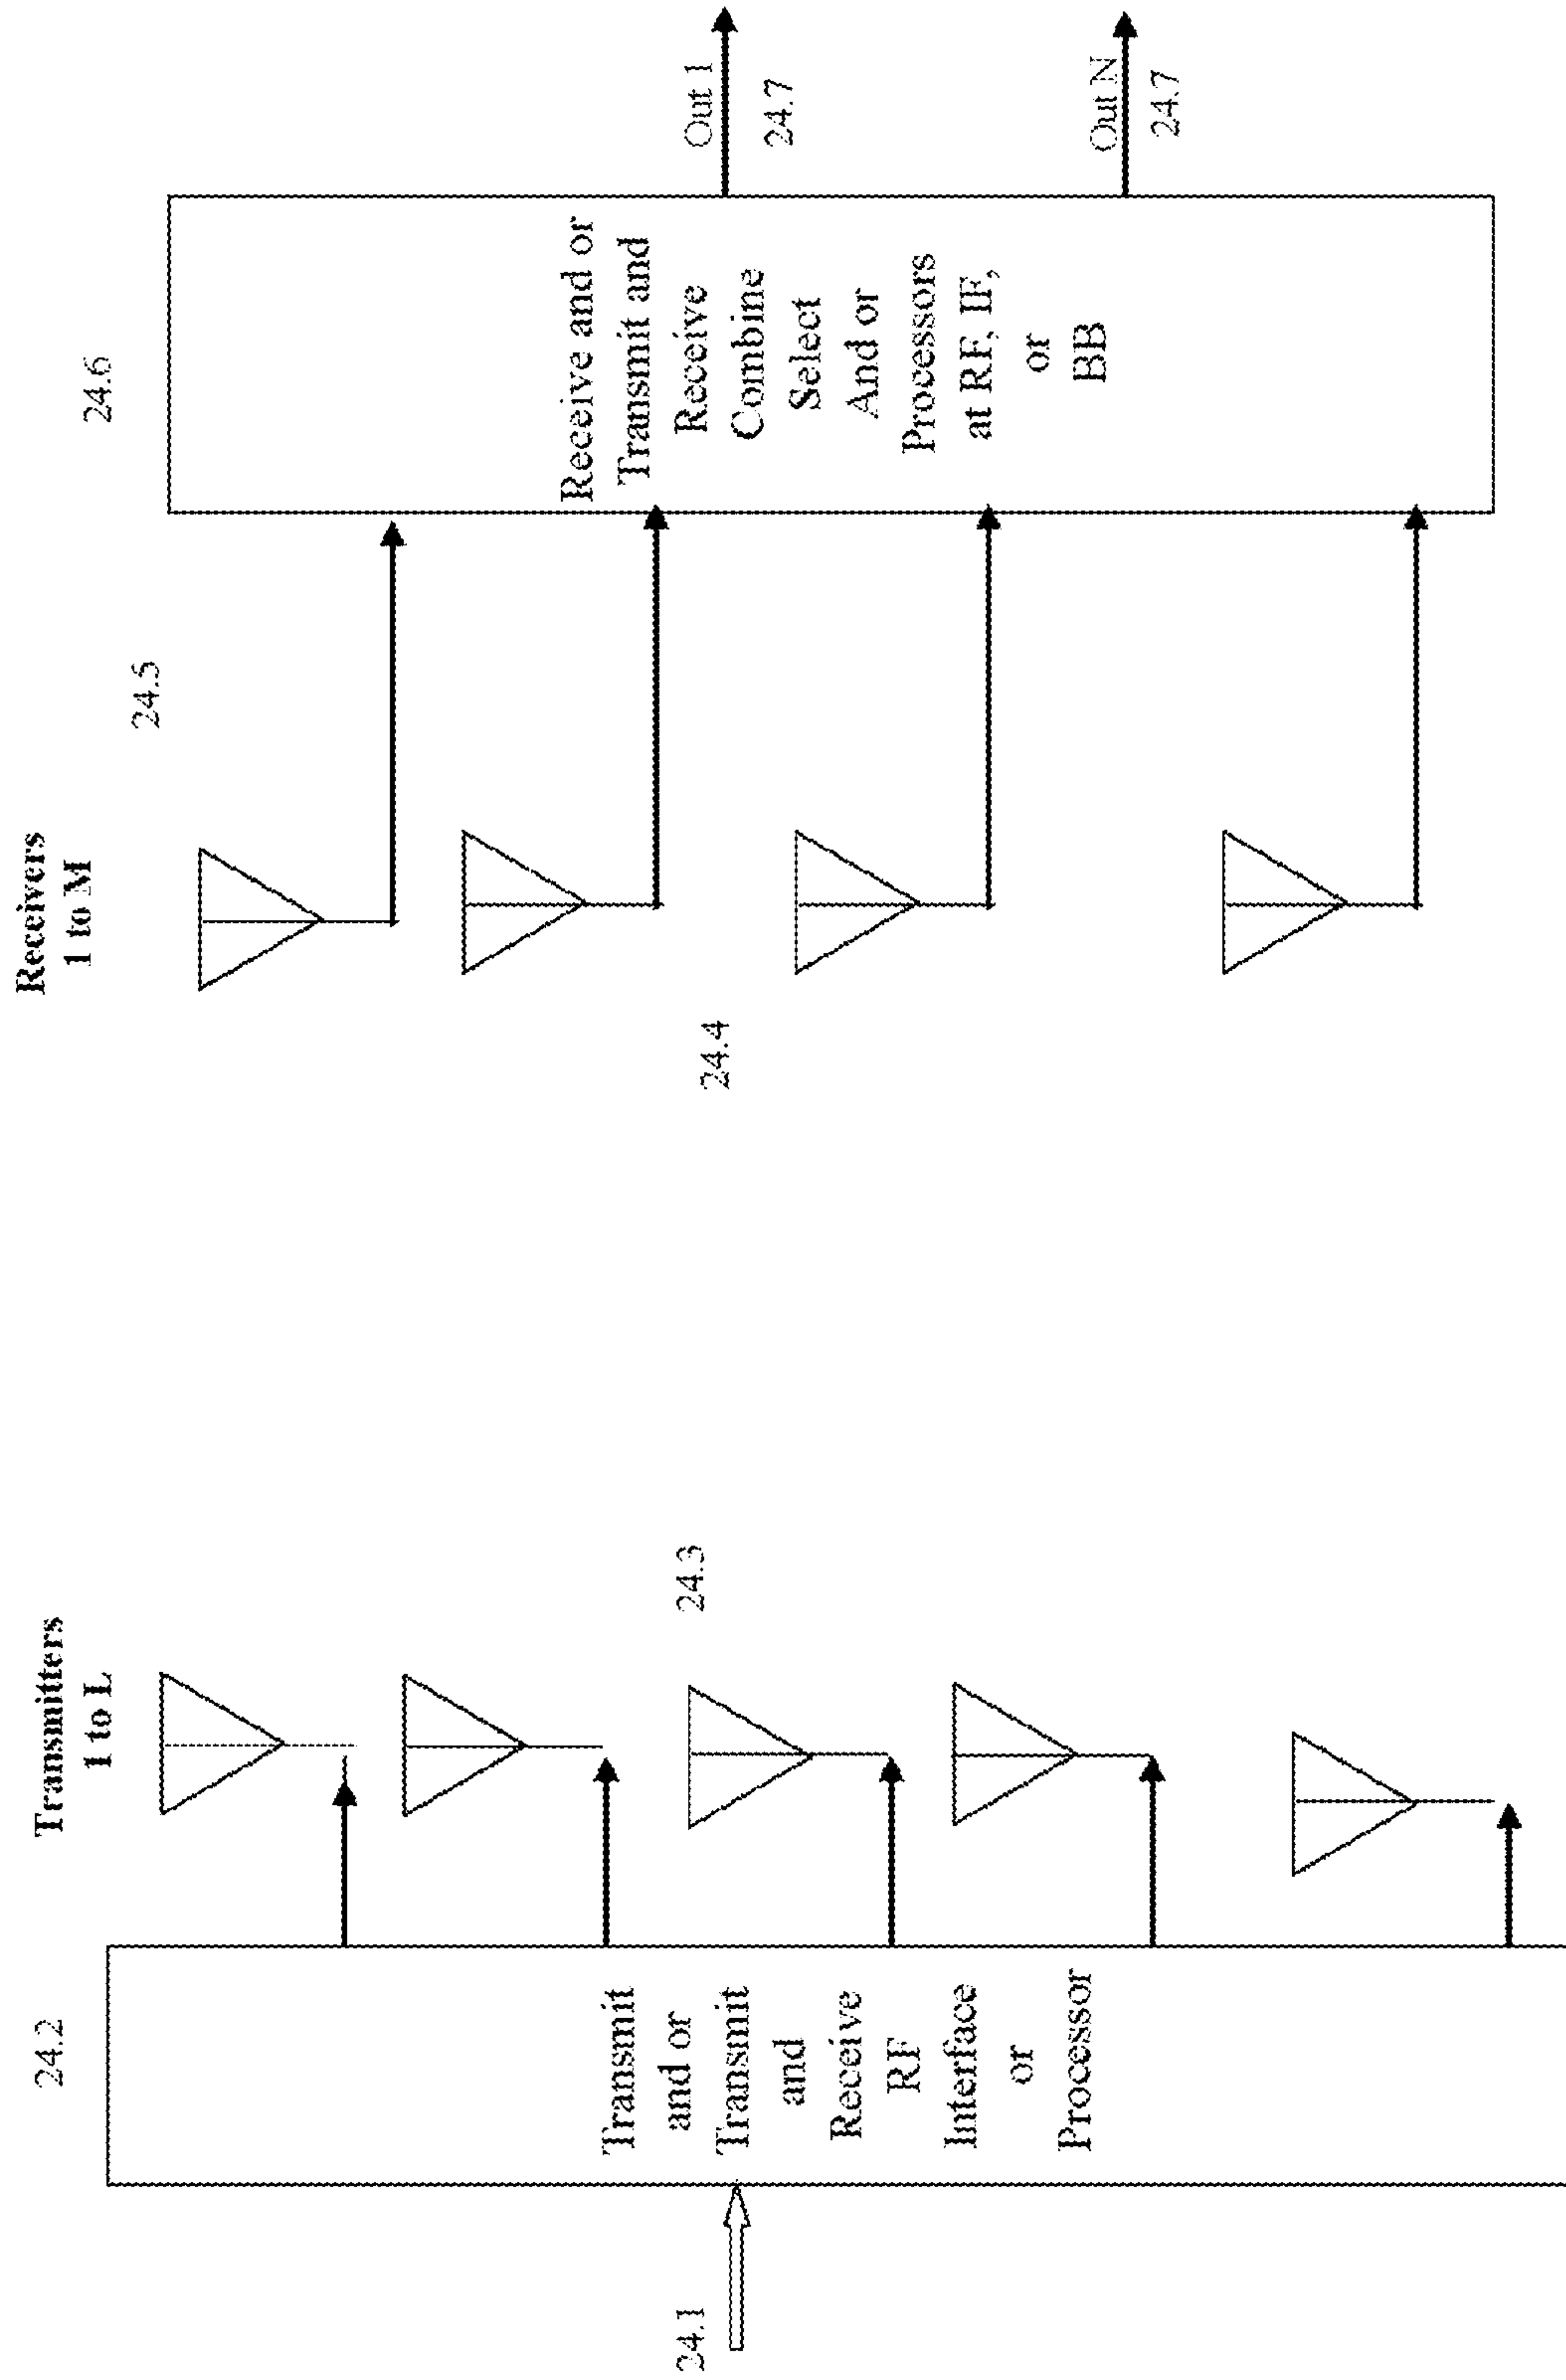 Transmitters
1 to L
Receivers
1 to M
24.1
24.2
Transmit
and or
Transmit
and
Receive
RF
Interface
or
Processor
24.3
24.4
24.5
24.6
Receive and or
Transmit and
Receive
Combine
Select
And or
Processors
at RF, IF,
or
BB
Out 1
24.7
Out N
24.7